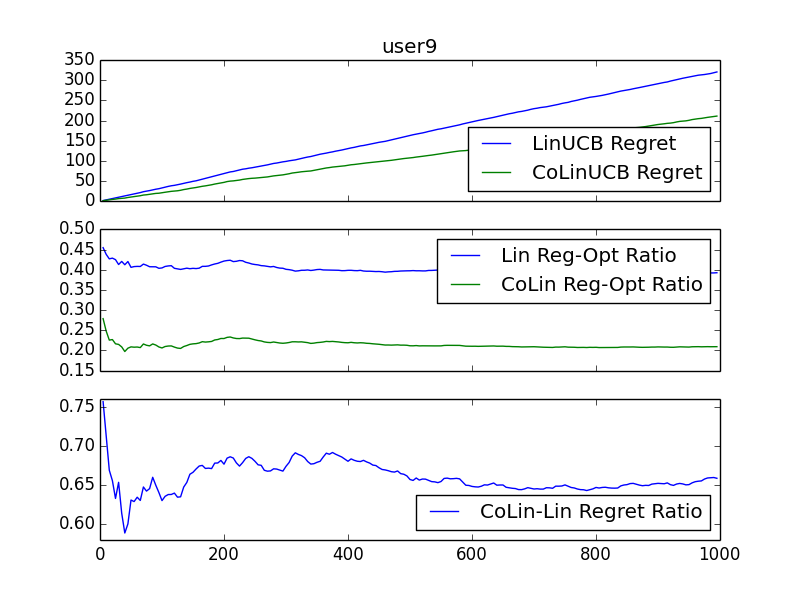 user9
350
300
250
200
150
100
50
0
LinUCB Regret
CoLinUCB Regret
0.50
0.45
0.40
0.35
0.30
0.25
0.20
0.15
Lin Reg-Opt Ratio
CoLin Reg-Opt Ratio
0.75
0.70
0.65
0.60
CoLin-Lin Regret Ratio
0 200 400 600 800 1000